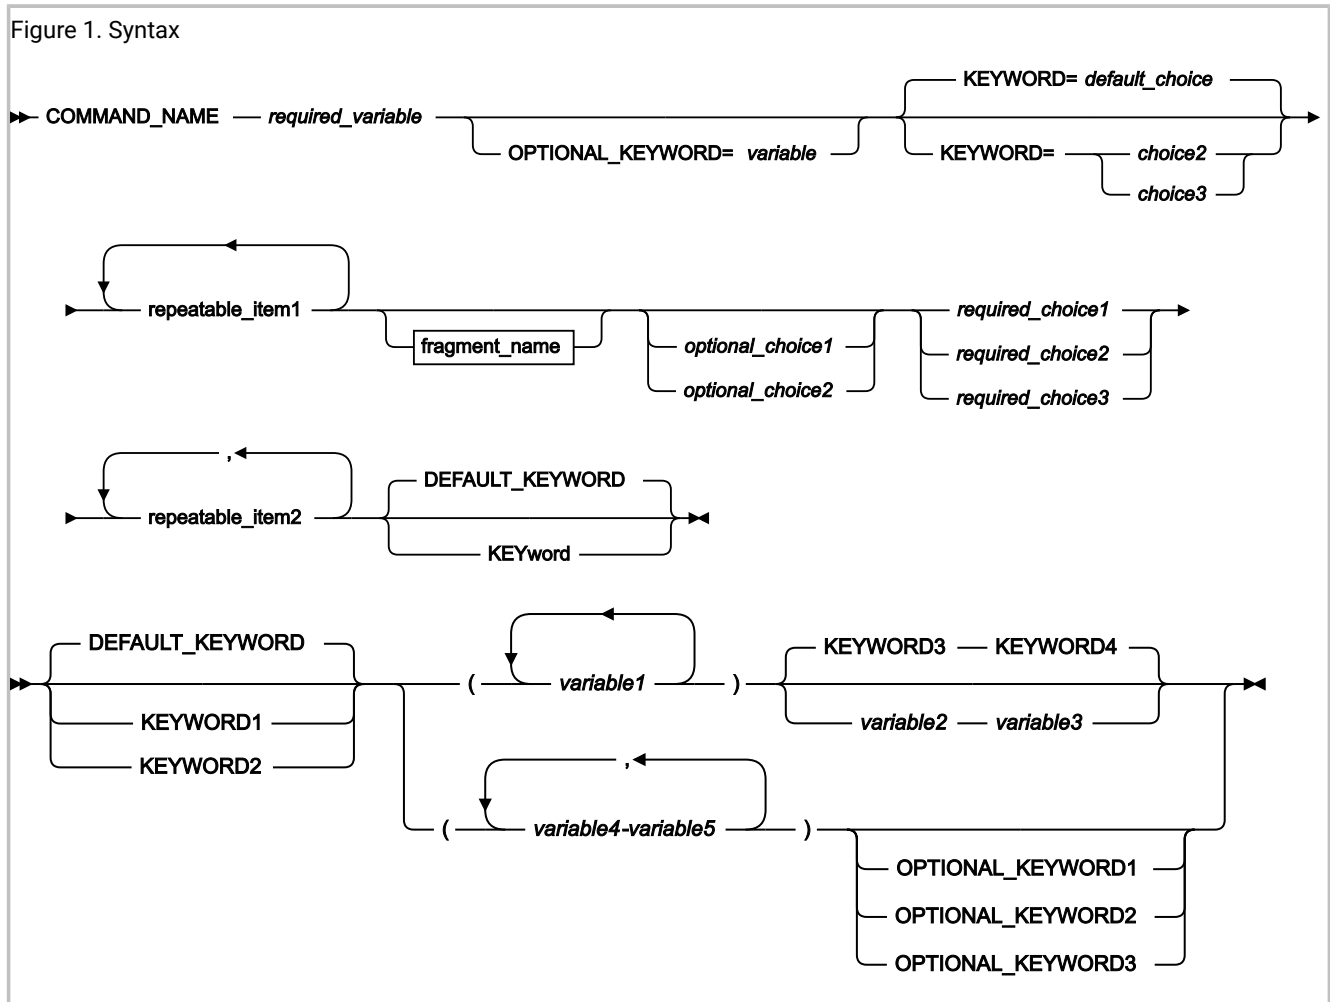 Figure 1. Syntax
KEYWORD= default_choice
COMMAND_NAME required_variable
OPTIONAL_KEYWORD= variable KEYWORD= choice2
choice3
repeatable_item1 required_choice1
fragment_name optional_choice1 required_choice2
optional_choice2 required_choice3
,
DEFAULT_KEYWORD
repeatable_item2
KEYword
DEFAULT_KEYWORD KEYWORD3 KEYWORD4
( variable1 )
KEYWORD1 variable2 variable3
KEYWORD2
,
( variable4-variable5 )
OPTIONAL_KEYWORD1
OPTIONAL_KEYWORD2
OPTIONAL_KEYWORD3